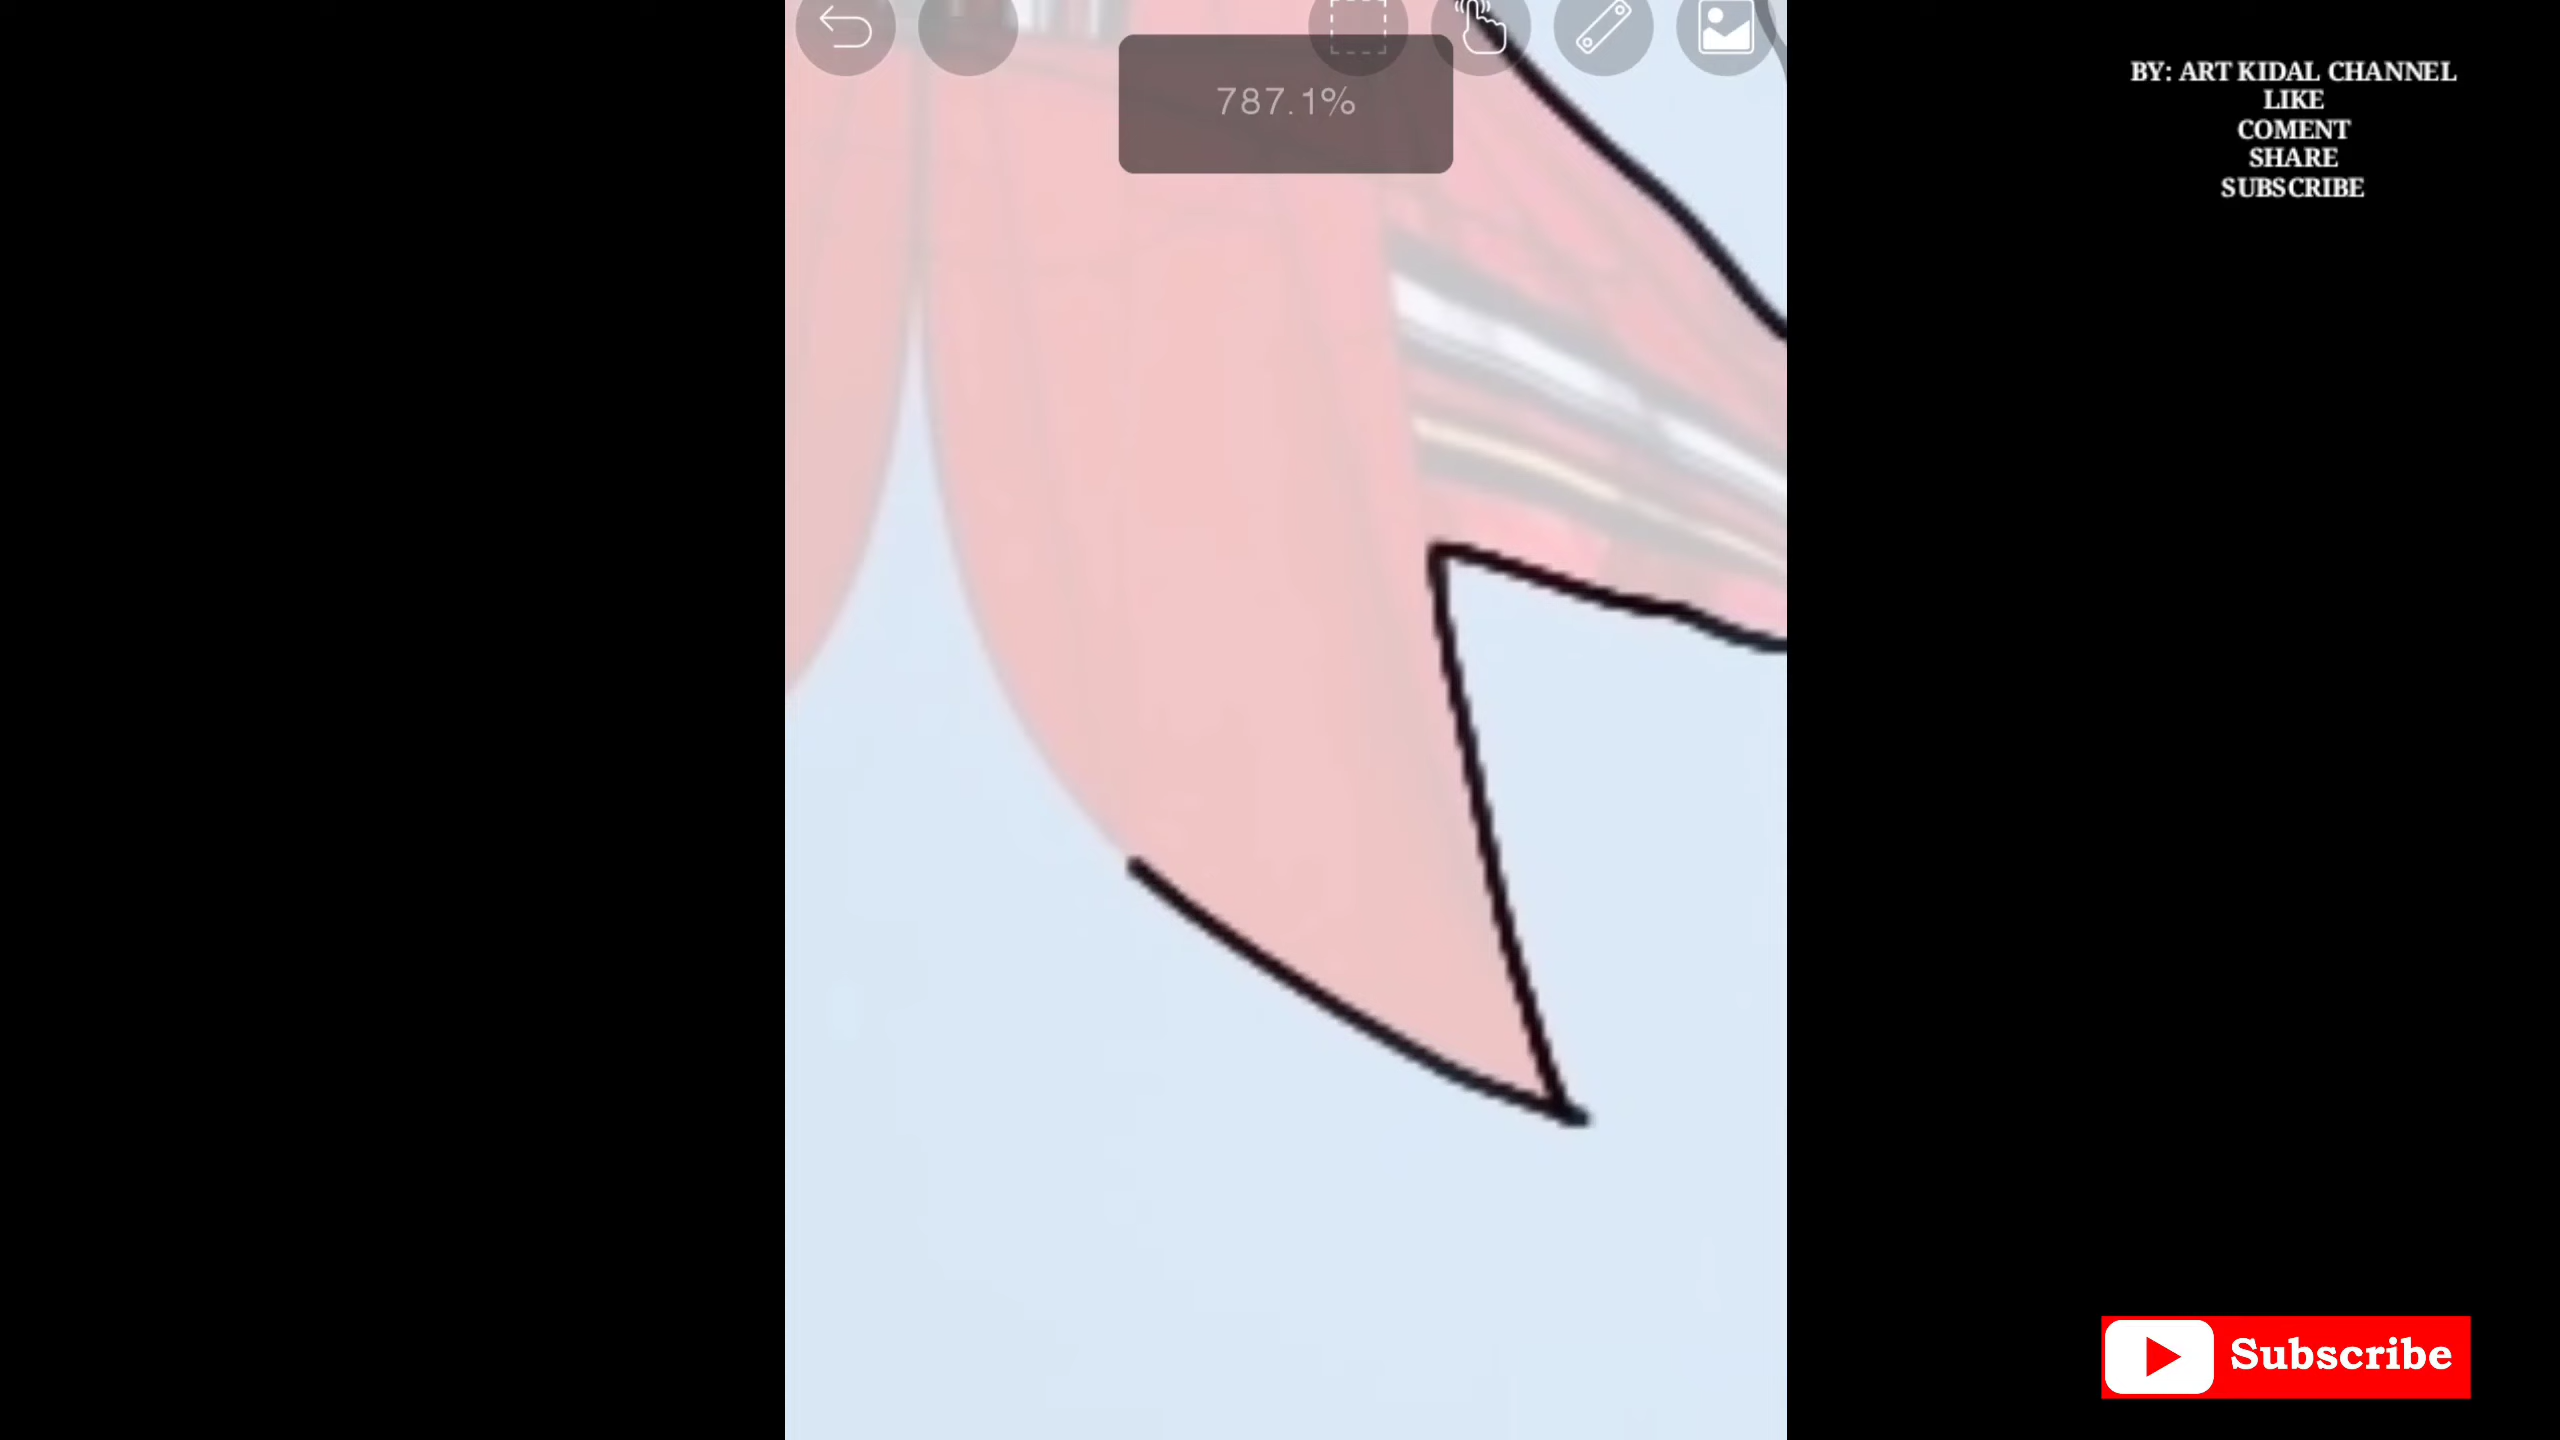 787.1%
BY: ART KIDAL CHANNEL
LIKE
COMENT
SHARE
SUBSCRIBE
Subscribe